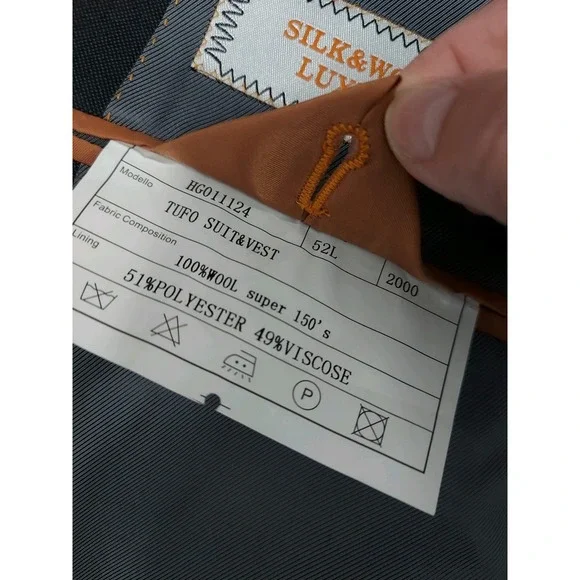 SILK&W
LUX
Modello HG011124
TUFO SUIT&VEST 52L 2000
Fabric Composition
100%WOOL super 150's
Lining
51%POLYESTER 49%VISCOSE
P